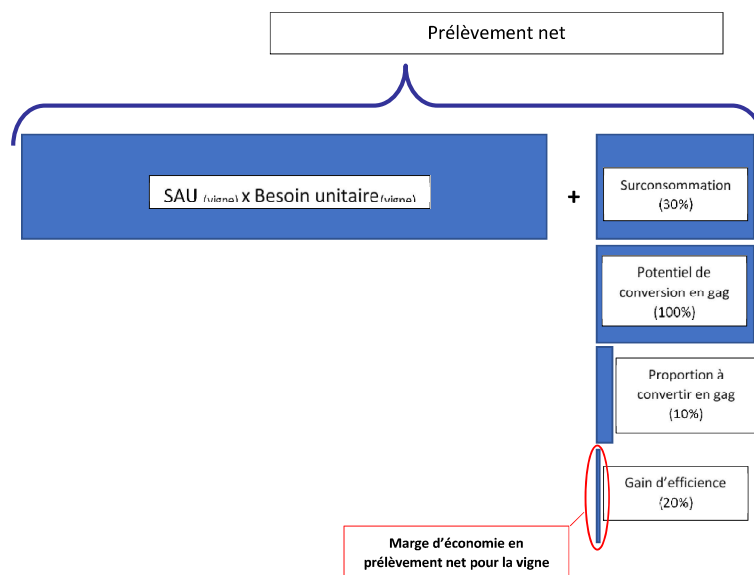 Prélèvement net
SAU (vigne) x Besoin unitaire(vigne)
+
Surconsommation
(30%)
Potentiel de
conversion en gag
(100%)
Proportion à
convertir en gag
(10%)
Gain d’efficience
(20%)
Marge d’économie en
prélèvement net pour la vigne